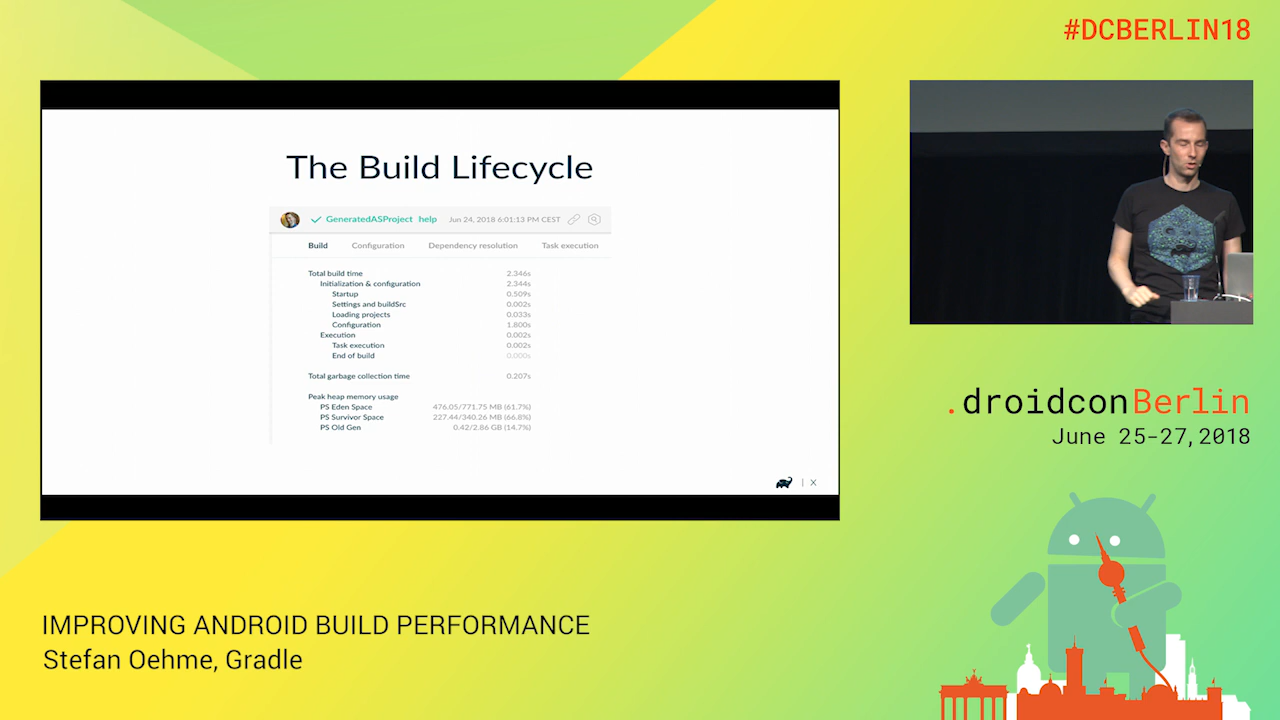 #DCBERLIN18
The Build Lifecycle
GeneratedASProject help Jun 24, 2018 6:01:13 PM CEST
Build Configuration Dependency resolution Task execution
Total build time 2.346s
Initialization & configuration 2.344s
Startup 0.509s
Settings and buildSrc 0.002s
Loading projects 0.033s
Configuration 1.800s
Execution 0.002s
Task execution 0.002s
End of build 0.000s
Total garbage collection time 0.207s
Peak heap memory usage
PS Eden Space 476.05/771.75 MB (61.7%)
PS Survivor Space 227.44/340.26 MB (66.8%)
PS Old Gen 0.42/2.86 GB (14.7%)
| X
.droidconBerlin
June 25-27, 2018
IMPROVING ANDROID BUILD PERFORMANCE
Stefan Oehme, Gradle